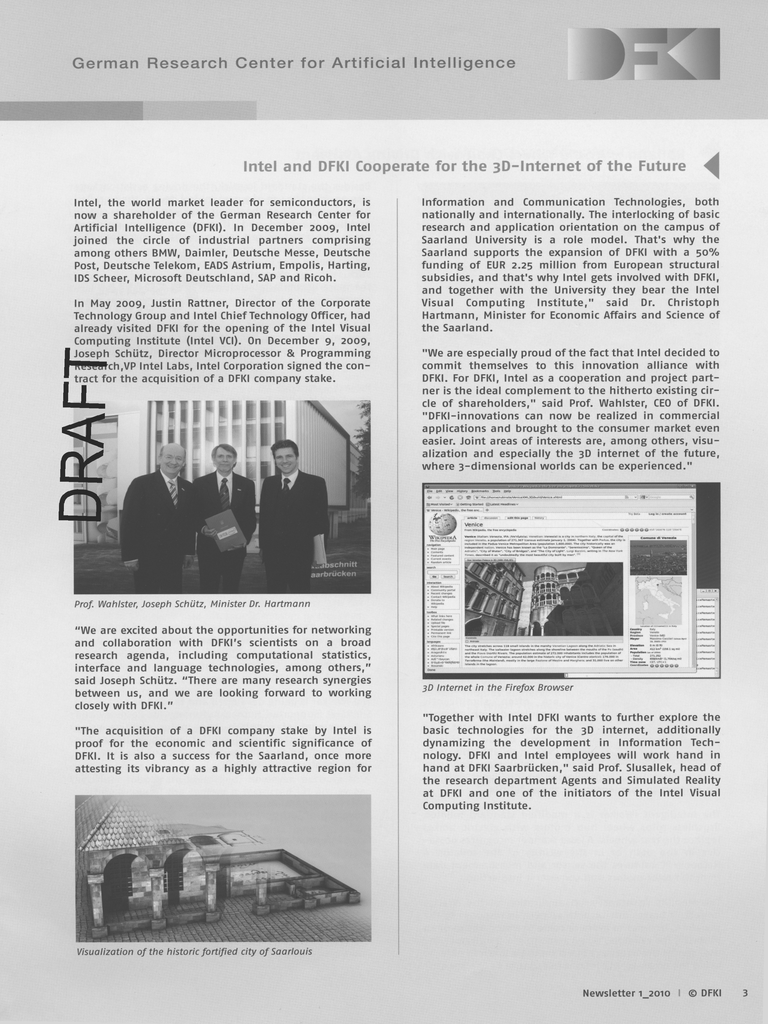 German Research Center for Artificial Intelligence
DFKI
Intel and DFKI Cooperate for the 3D-Internet of the Future
Intel, the world market leader for semiconductors, is
now a shareholder of the German Research Center for
Artificial Intelligence (DFKI). In December 2009, Intel
joined the circle of industrial partners comprising
among others BMW, Daimler, Deutsche Messe, Deutsche
Post, Deutsche Telekom, EADS Astrium, Empolis, Harting,
IDS Scheer, Microsoft Deutschland, SAP and Ricoh.
In May 2009, Justin Rattner, Director of the Corporate
Technology Group and Intel Chief Technology Officer, had
already visited DFKI for the opening of the Intel Visual
Computing Institute (Intel VCI). On December 9, 2009,
Joseph Schütz, Director Microprocessor & Programming
Research,VP Intel Labs, Intel Corporation signed the con-
tract for the acquisition of a DFKI company stake.
DRAFT
aarbrücken
Prof. Wahlster, Joseph Schütz, Minister Dr. Hartmann
"We are excited about the opportunities for networking
and collaboration with DFKI's scientists on a broad
research agenda, including computational statistics,
interface and language technologies, among others,"
said Joseph Schütz. "There are many research synergies
between us, and we are looking forward to working
closely with DFKI."
"The acquisition of a DFKI company stake by Intel is
proof for the economic and scientific significance of
DFKI. It is also a success for the Saarland, once more
attesting its vibrancy as a highly attractive region for
Visualization of the historic fortified city of Saarlouis
Information and Communication Technologies, both
nationally and internationally. The interlocking of basic
research and application orientation on the campus of
Saarland University is a role model. That's why the
Saarland supports the expansion of DFKI with a 50%
funding of EUR 2.25 million from European structural
subsidies, and that's why Intel gets involved with DFKI,
and together with the University they bear the Intel
Visual Computing Institute," said Dr. Christoph
Hartmann, Minister for Economic Affairs and Science of
the Saarland.
"We are especially proud of the fact that Intel decided to
commit themselves to this innovation alliance with
DFKI. For DFKI, Intel as a cooperation and project part-
ner is the ideal complement to the hitherto existing cir-
cle of shareholders," said Prof. Wahlster, CEO of DFKI.
"DFKI-innovations can now be realized in commercial
applications and brought to the consumer market even
easier. Joint areas of interests are, among others, visu-
alization and especially the 3D internet of the future,
where 3-dimensional worlds can be experienced."
Venice
WIKIPEDIA
3D Internet in the Firefox Browser
"Together with Intel DFKI wants to further explore the
basic technologies for the 3D internet, additionally
dynamizing the development in Information Tech-
nology. DFKI and Intel employees will work hand in
hand at DFKI Saarbrücken," said Prof. Slusallek, head of
the research department Agents and Simulated Reality
at DFKI and one of the initiators of the Intel Visual
Computing Institute.
Newsletter 1_2010 | © DFKI 3